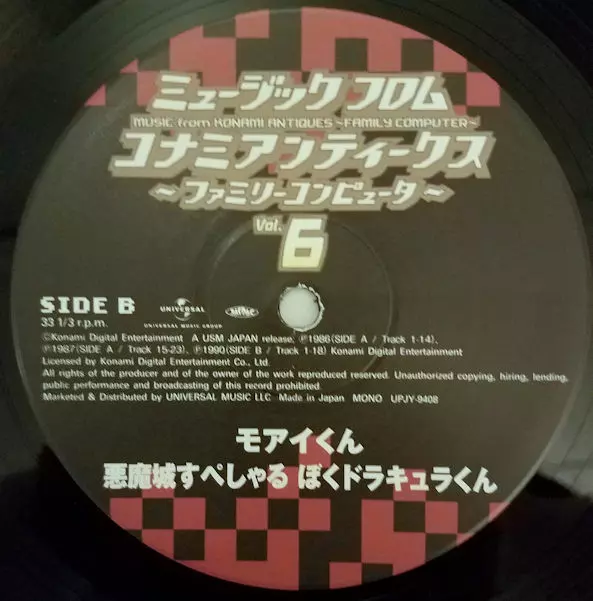 ミュージック フロム
MUSIC from KONAMI ANTIQUES ~FAMILY COMPUTER~
コナミアンティークス
~ファミリーコンピュータ~
Vol. 6
SIDE B
33 1/3 r.p.m.
UNIVERSAL
UNIVERSAL MUSIC GROUP
©Konami Digital Entertainment A USM JAPAN release, ℗1986(SIDE A / Track 1-14),
℗1987(SIDE A / Track 15-23), ℗1990(SIDE B / Track 1-18) Konami Digital Entertainment
Licensed by Konami Digital Entertainment Co., Ltd.
All rights of the producer and of the owner of the work reproduced reserved. Unauthorized copying, hiring, lending,
public performance and broadcasting of this record prohibited.
Marketed & Distributed by UNIVERSAL MUSIC LLC Made in Japan MONO UPJY-9408
モアイくん
悪魔城すぺしゃる ぼくドラキュラくん